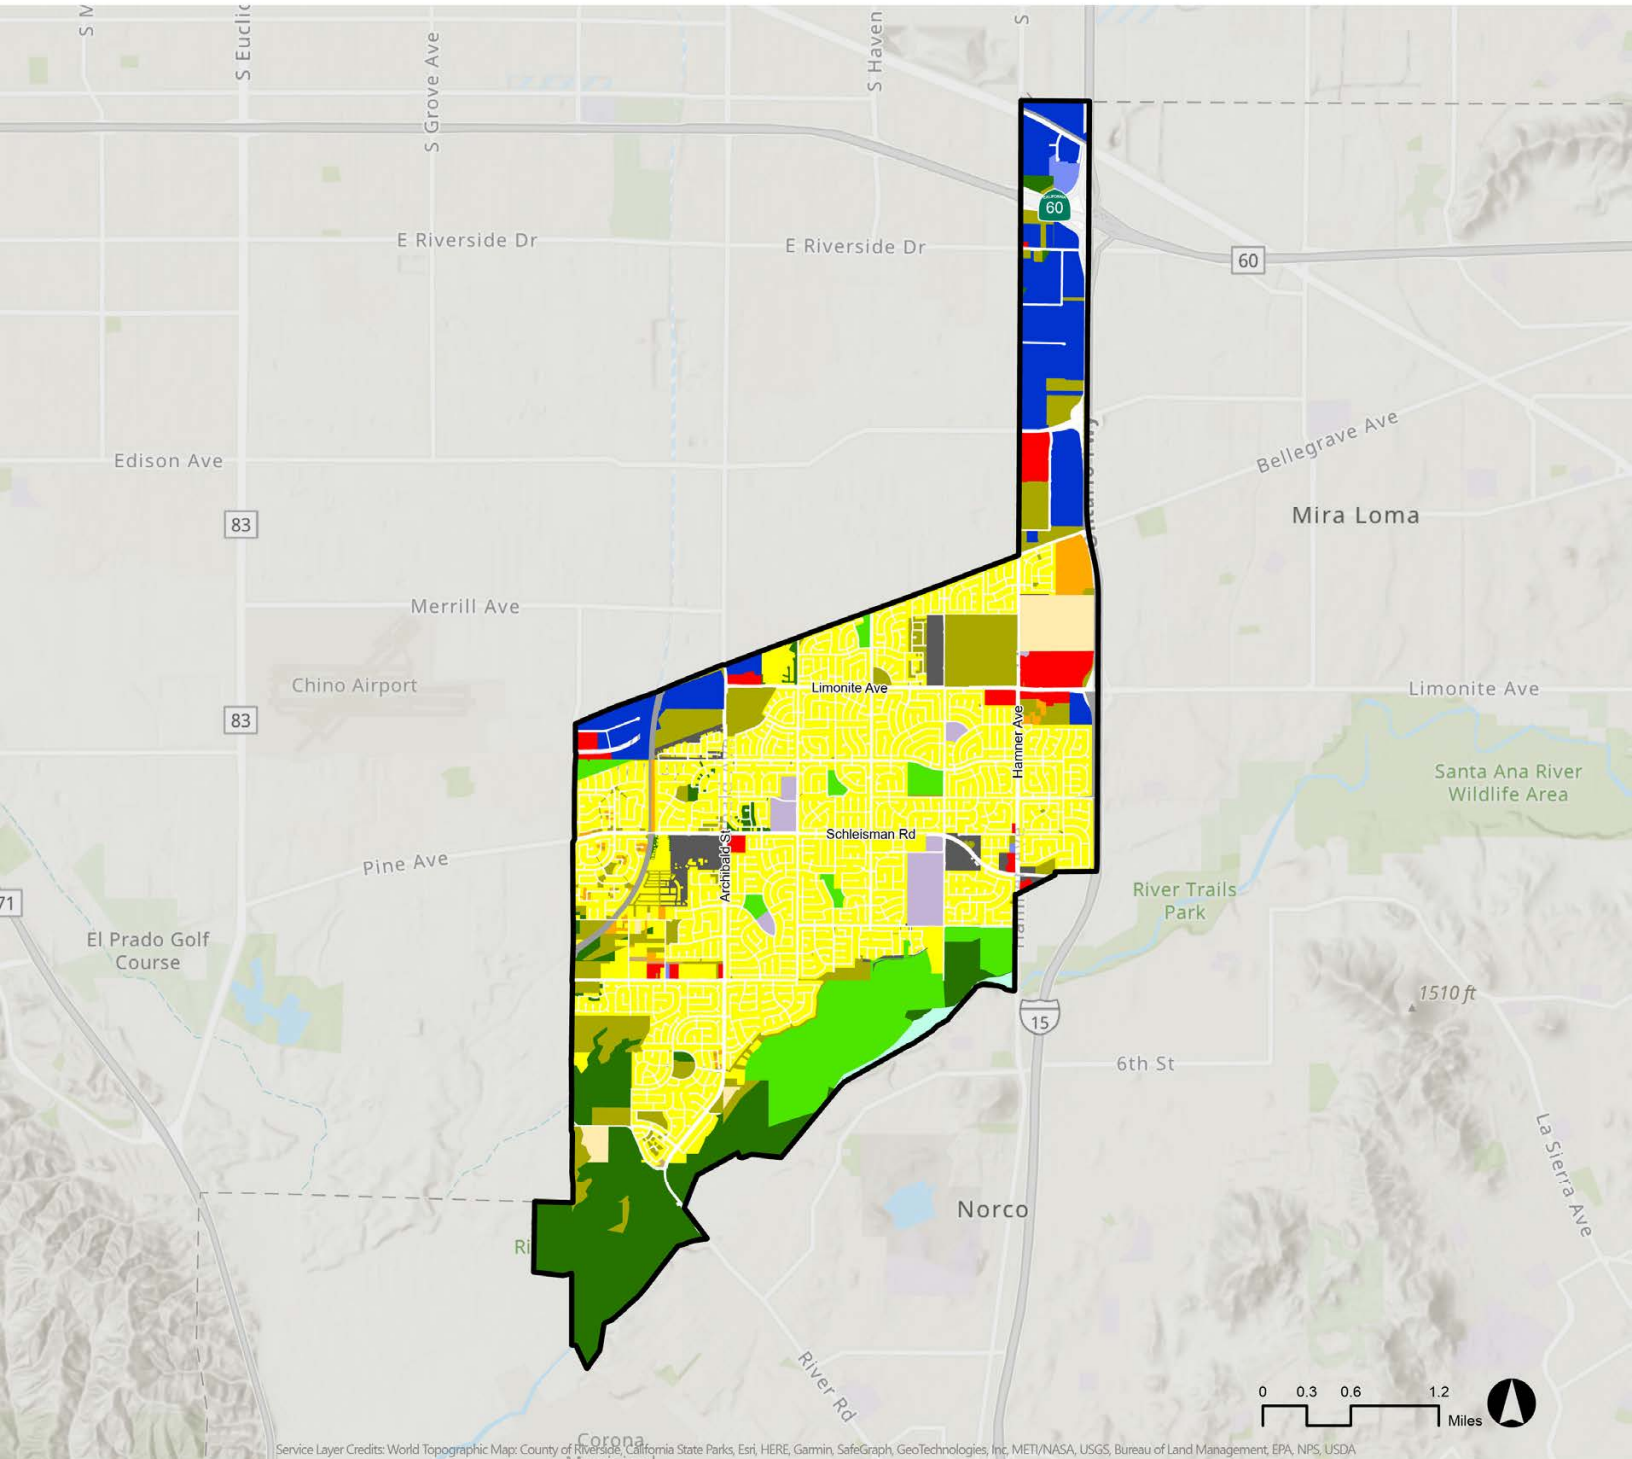 S M
S Euclic
S Grove Ave
S Haven
S
60
E Riverside Dr
E Riverside Dr
60
Bellegrave Ave
Edison Ave
Mira Loma
83
Merrill Ave
Chino Airport
Limonite Ave
Limonite Ave
83
Hamner Ave
Santa Ana River
Wildlife Area
Schleisman Rd
Archibald St
Pine Ave
River Trails
Park
71
El Prado Golf
Course
1510 ft
15
6th St
La Sierra Ave
Norco
Ri
River Rd
0 0.3 0.6 1.2
Miles
Corona
Service Layer Credits: World Topographic Map: County of Riverside, California State Parks, Esri, HERE, Garmin, SafeGraph, GeoTechnologies, Inc, METI/NASA, USGS, Bureau of Land Management, EPA, NPS, USDA